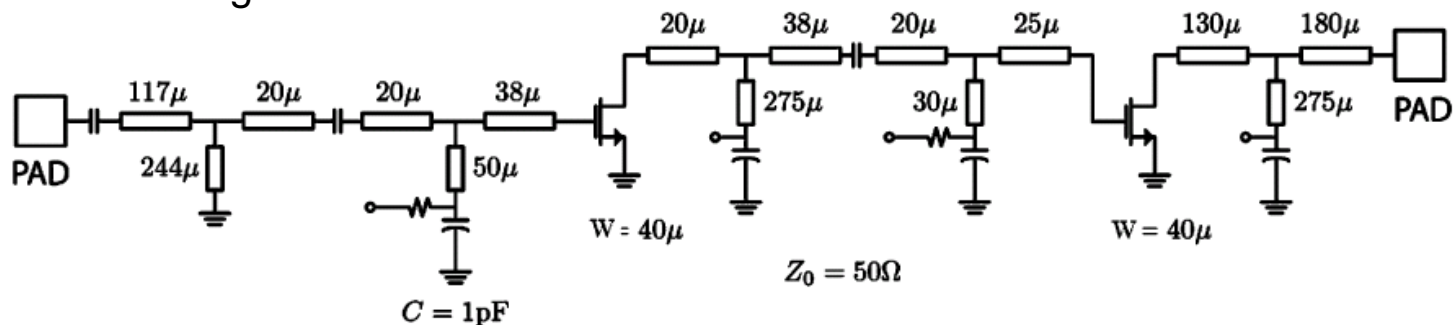 117μ
20μ
20μ
38μ
20μ
38μ
20μ
25μ
130μ
180μ
PAD
244μ
50μ
275μ
30μ
275μ
PAD
W = 40μ
W = 40μ
Z₀ = 50Ω
C = 1pF